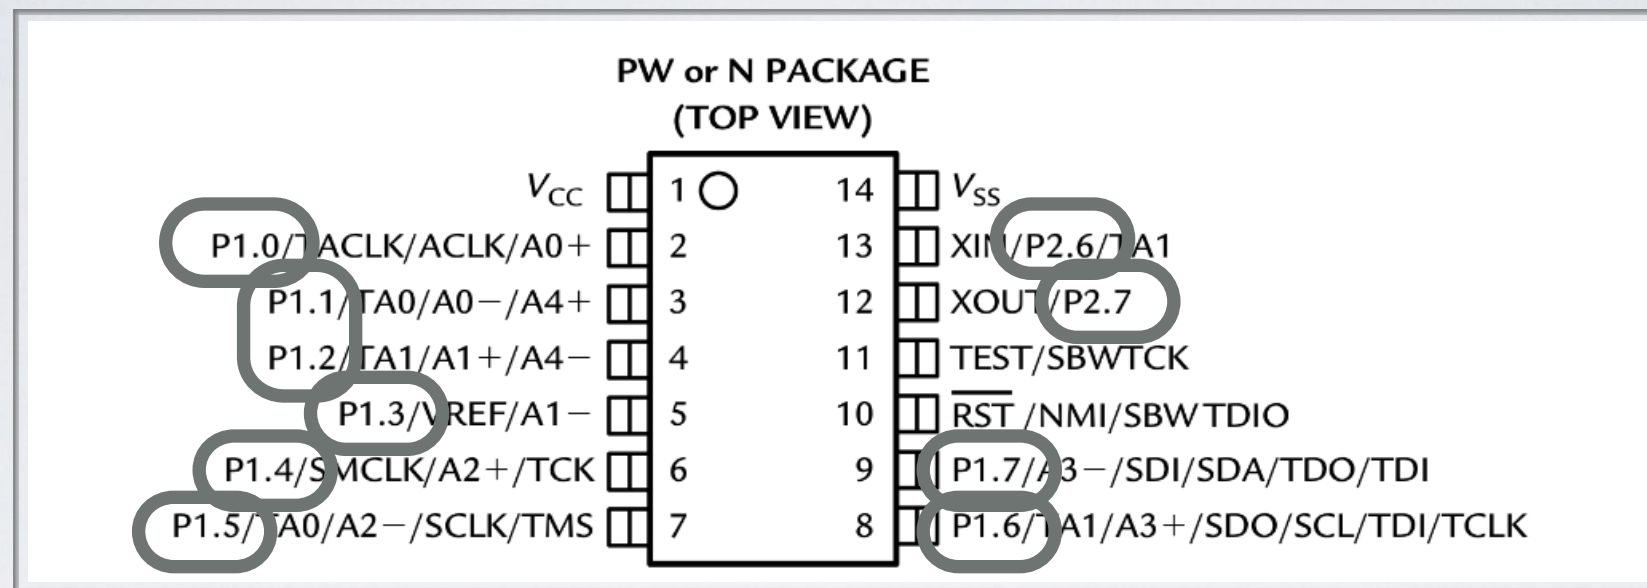 PW or N PACKAGE
(TOP VIEW)
VCC 1 14 VSS
P1.0/TACLK/ACLK/A0+ 2 13 XIN/P2.6/TA1
P1.1/TA0/A0−/A4+ 3 12 XOUT/P2.7
P1.2/TA1/A1+/A4− 4 11 TEST/SBWTCK
P1.3/VREF/A1− 5 10 RST/NMI/SBWTDIO
P1.4/SMCLK/A2+/TCK 6 9 P1.7/A3−/SDI/SDA/TDO/TDI
P1.5/TA0/A2−/SCLK/TMS 7 8 P1.6/TA1/A3+/SDO/SCL/TDI/TCLK